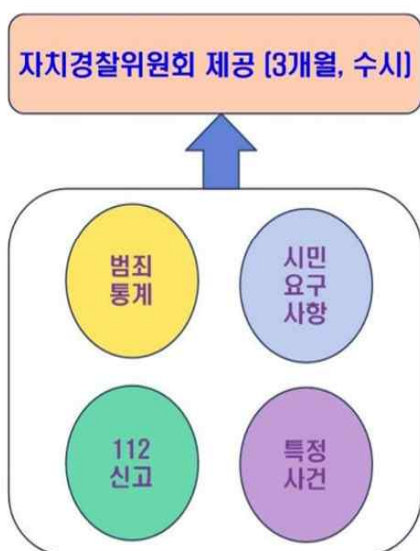 자치경찰위원회 제공 (3개월, 수시)
범죄
통계
시민
요구
사항
112
신고
특정
사건